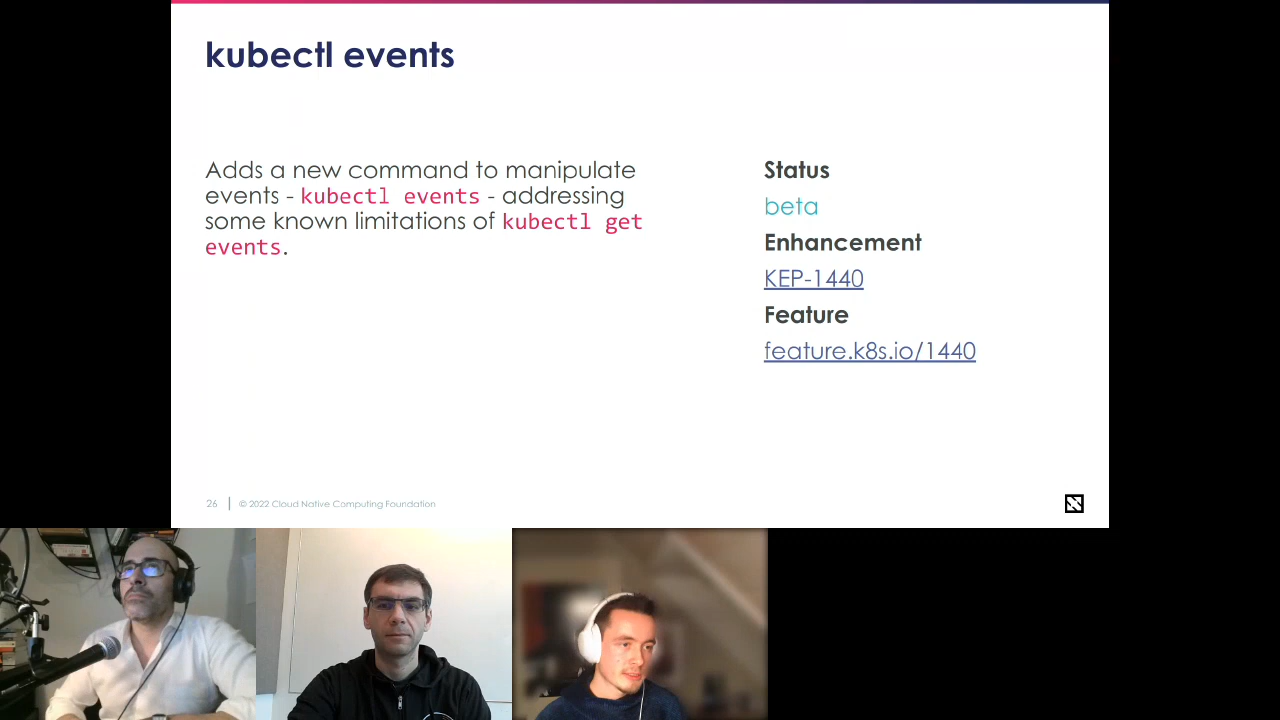 kubectl events
Adds a new command to manipulate
events - kubectl events - addressing
some known limitations of kubectl get
events.
Status
beta
Enhancement
KEP-1440
Feature
feature.k8s.io/1440
26
© 2022 Cloud Native Computing Foundation